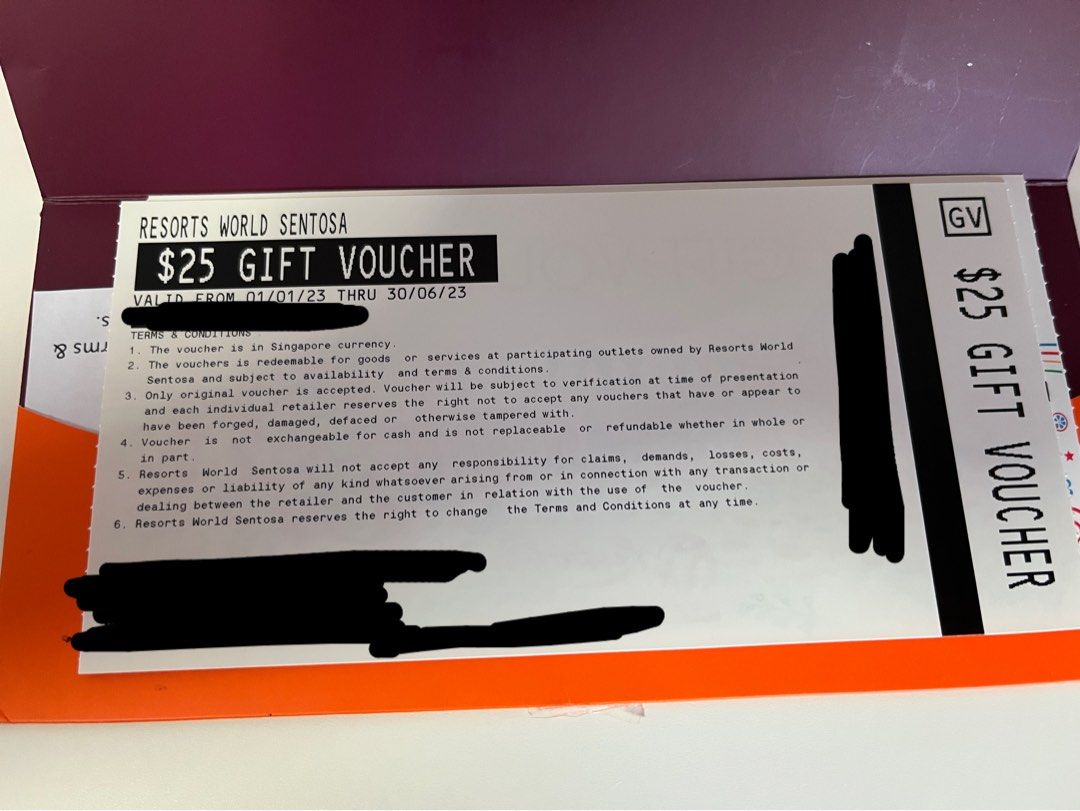 RESORTS WORLD SENTOSA
$25 GIFT VOUCHER
VALID FROM 01/01/23 THRU 30/06/23
TERMS & CONDITIONS
1. The voucher is in Singapore currency.
2. The vouchers is redeemable for goods or services at participating outlets owned by Resorts World
Sentosa and subject to availability and terms & conditions.
3. Only original voucher is accepted. Voucher will be subject to verification at time of presentation
and each individual retailer reserves the right not to accept any vouchers that have or appear to
have been forged, damaged, defaced or otherwise tampered with.
4. Voucher is not exchangeable for cash and is not replaceable or refundable whether in whole or
in part.
5. Resorts World Sentosa will not accept any responsibility for claims, demands, losses, costs,
expenses or liability of any kind whatsoever arising from or in connection with any transaction or
dealing between the retailer and the customer in relation with the use of the voucher.
6. Resorts World Sentosa reserves the right to change the Terms and Conditions at any time.
GV
$25 GIFT VOUCHER